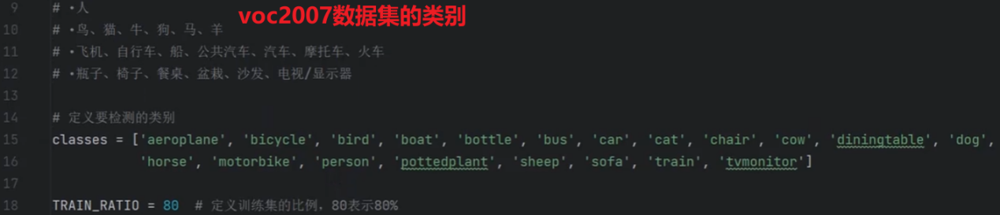 voc2007数据集的类别
9 # •人
10 # •鸟、猫、牛、狗、马、羊
11 # •飞机、自行车、船、公共汽车、汽车、摩托车、火车
12 # •瓶子、椅子、餐桌、盆栽、沙发、电视/显示器
13
14 # 定义要检测的类别
15 classes = ['aeroplane', 'bicycle', 'bird', 'boat', 'bottle', 'bus', 'car', 'cat', 'chair', 'cow', 'diningtable', 'dog',
16 'horse', 'motorbike', 'person', 'pottedplant', 'sheep', 'sofa', 'train', 'tvmonitor']
17
18 TRAIN_RATIO = 80 # 定义训练集的比例，80表示80%